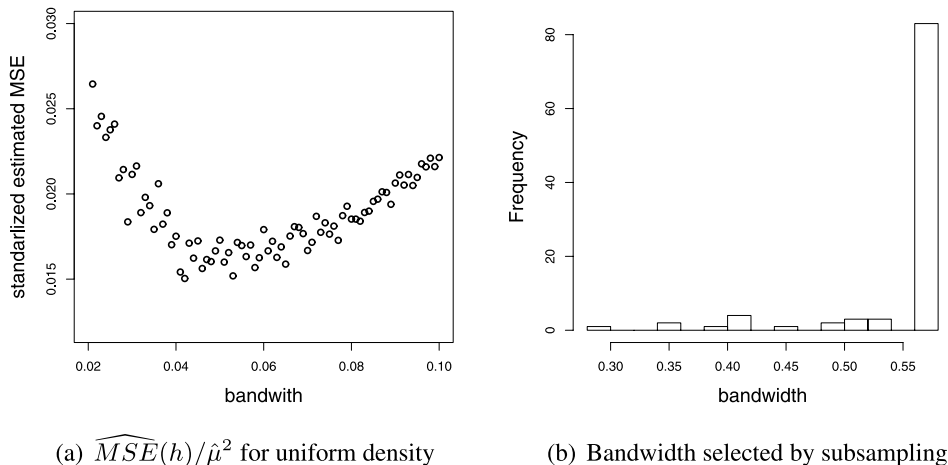 standarlized estimated MSE
0.015 0.020 0.025 0.030
0.02 0.04 0.06 0.08 0.10
bandwith
(a) $\widehat{MSE}(h)/\hat{\mu}^2$ for uniform density
Frequency
0 20 40 60 80
0.30 0.35 0.40 0.45 0.50 0.55
bandwidth
(b) Bandwidth selected by subsampling